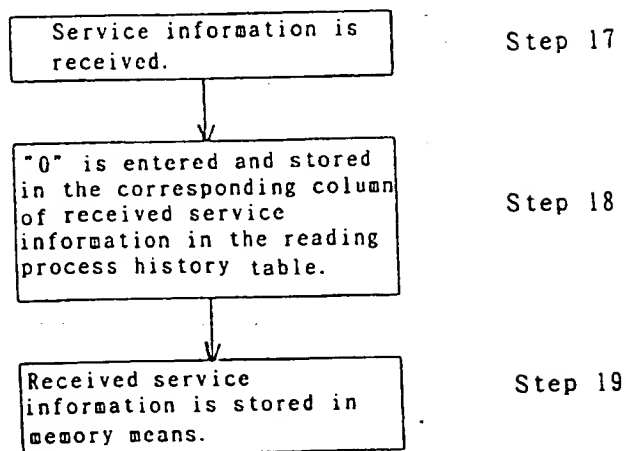 Service information is
received.
Step 17
"0" is entered and stored
in the corresponding column
of received service
information in the reading
process history table.
Step 18
Received service
information is stored in
memory means.
Step 19